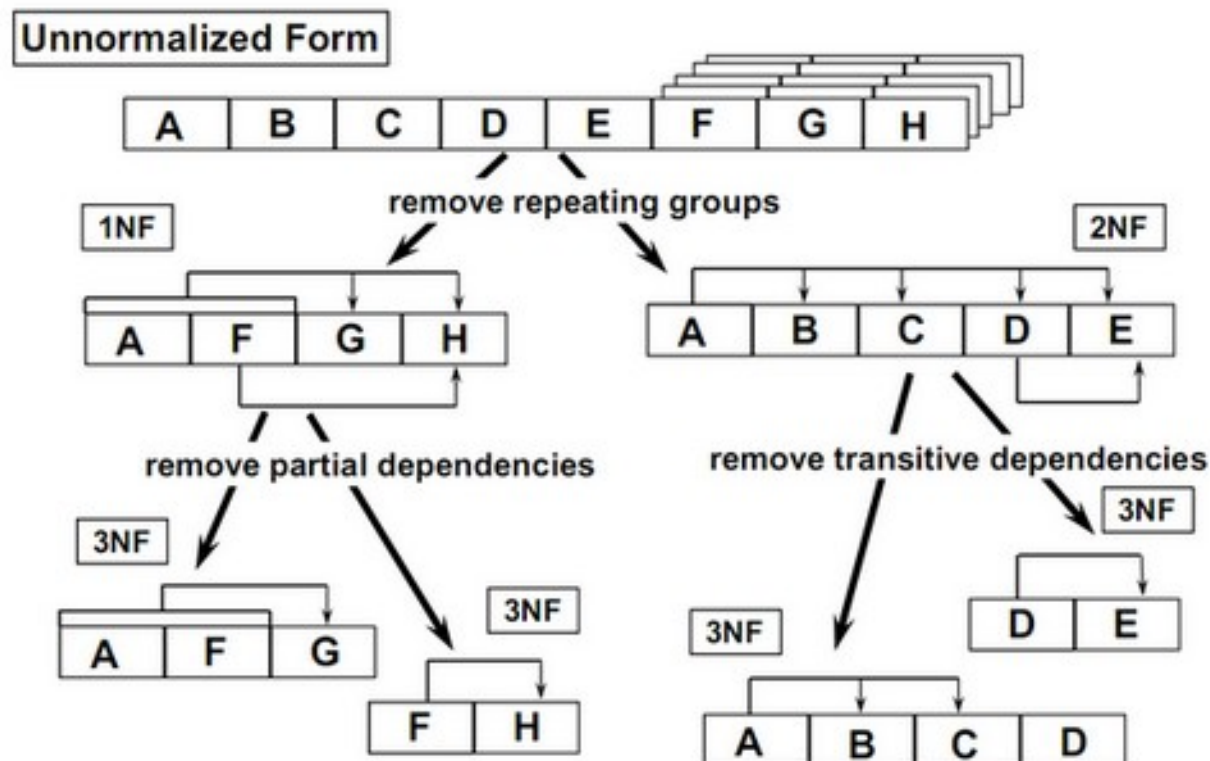 Unnormalized Form
A B C D E F G H
remove repeating groups
1NF
2NF
A F G H
A B C D E
remove partial dependencies
remove transitive dependencies
3NF
3NF
A F G
3NF
F H
D E
3NF
A B C D